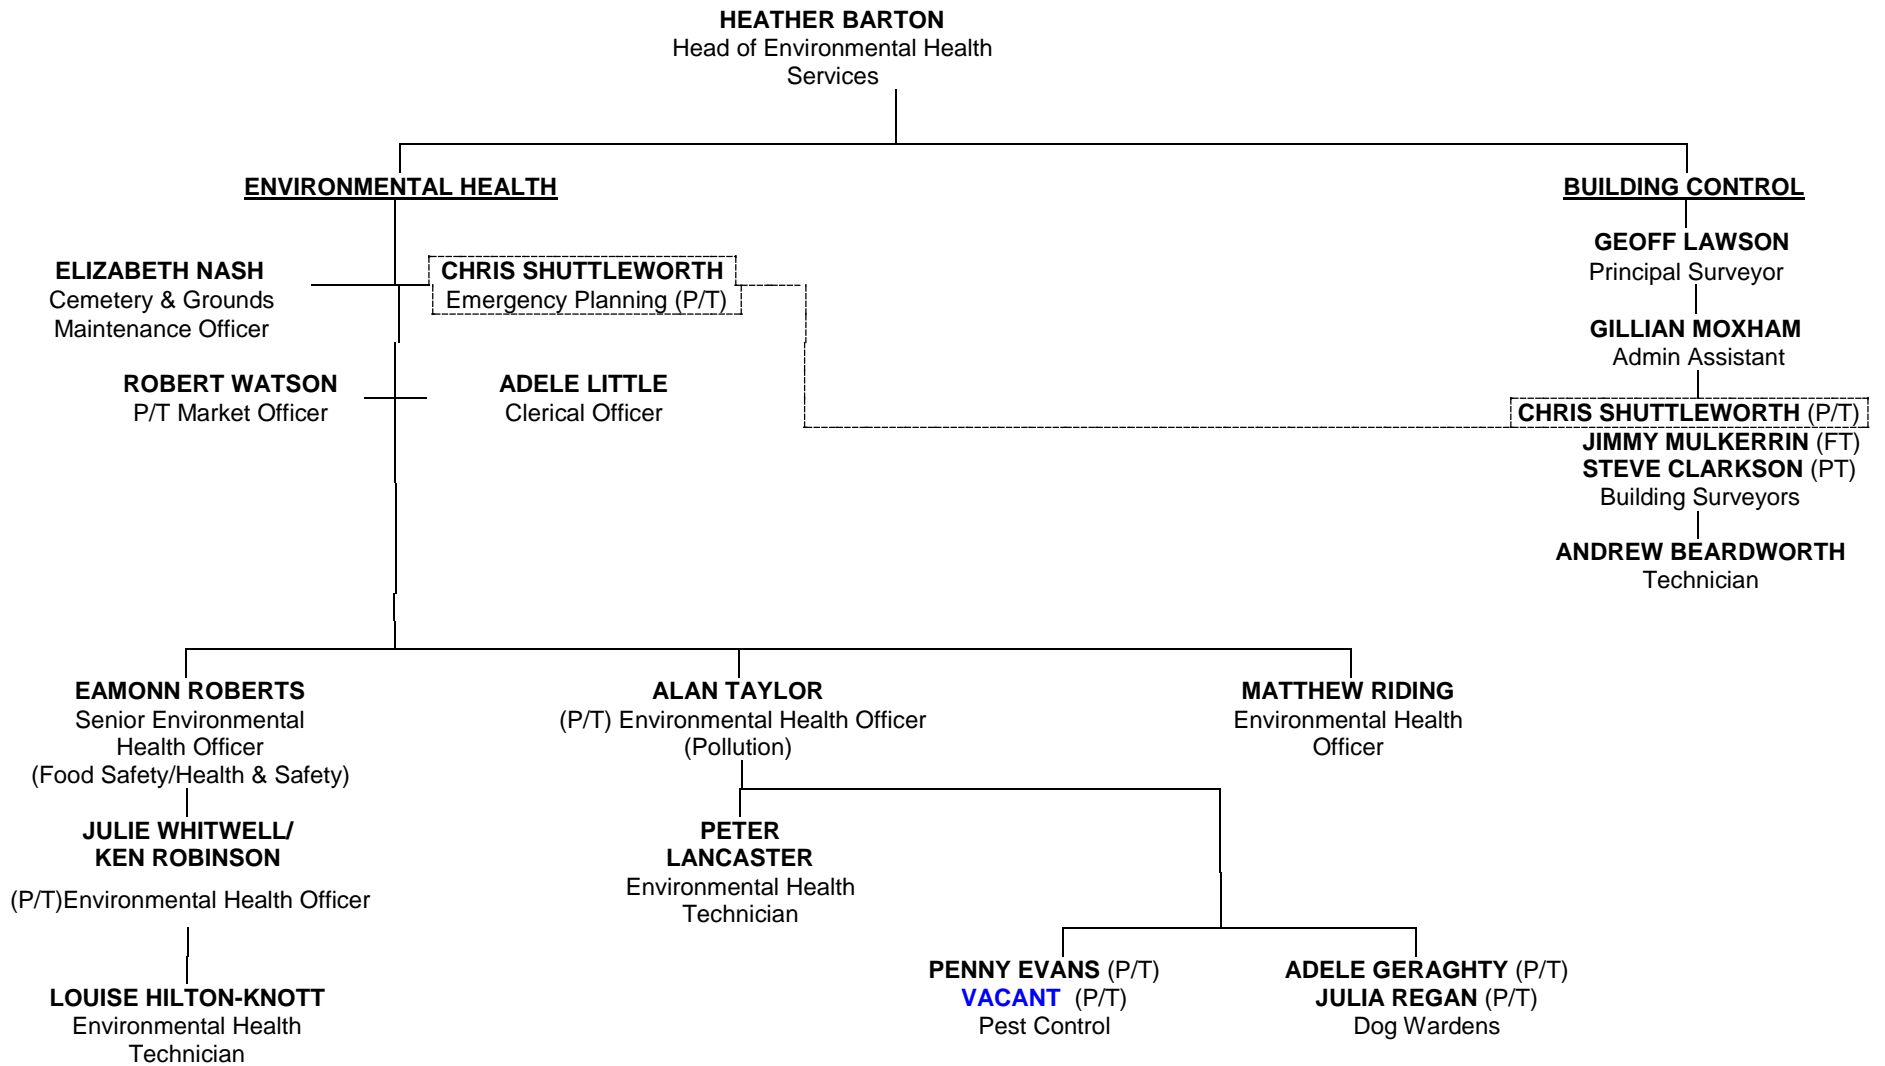 HEATHER BARTON
Head of Environmental Health
Services
ENVIRONMENTAL HEALTH
ELIZABETH NASH
Cemetery & Grounds
Maintenance Officer
CHRIS SHUTTLEWORTH
Emergency Planning (P/T)
ROBERT WATSON
P/T Market Officer
ADELE LITTLE
Clerical Officer
BUILDING CONTROL
GEOFF LAWSON
Principal Surveyor
GILLIAN MOXHAM
Admin Assistant
CHRIS SHUTTLEWORTH (P/T)
JIMMY MULKERRIN (FT)
STEVE CLARKSON (PT)
Building Surveyors
ANDREW BEARDWORTH
Technician
EAMONN ROBERTS
Senior Environmental
Health Officer
(Food Safety/Health & Safety)
JULIE WHITWELL/
KEN ROBINSON
(P/T)Environmental Health Officer
LOUISE HILTON-KNOTT
Environmental Health
Technician
ALAN TAYLOR
(P/T) Environmental Health Officer
(Pollution)
PETER
LANCASTER
Environmental Health
Technician
PENNY EVANS (P/T)
VACANT (P/T)
Pest Control
ADELE GERAGHTY (P/T)
JULIA REGAN (P/T)
Dog Wardens
MATTHEW RIDING
Environmental Health
Officer